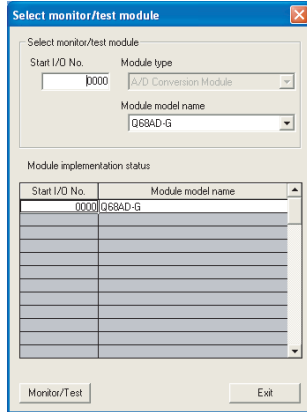 Select monitor/test module
Select monitor/test module
Start I/O No. Module type
0000 A/D Conversion Module
Module model name
Q68AD-G
Module implementation status
Start I/O No. Module model name
0000 Q68AD-G
Monitor/Test Exit